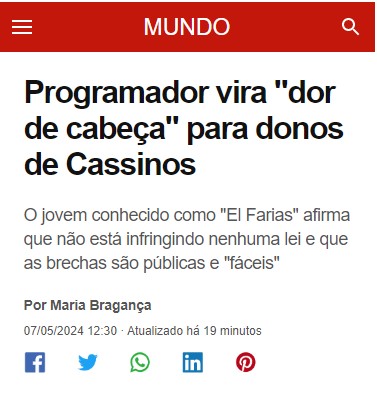 MUNDO
Programador vira "dor
de cabeça" para donos
de Cassinos
O jovem conhecido como "El Farias" afirma
que não está infringindo nenhuma lei e que
as brechas são públicas e "fáceis"
Por Maria Bragança
07/05/2024 12:30 · Atualizado há 19 minutos